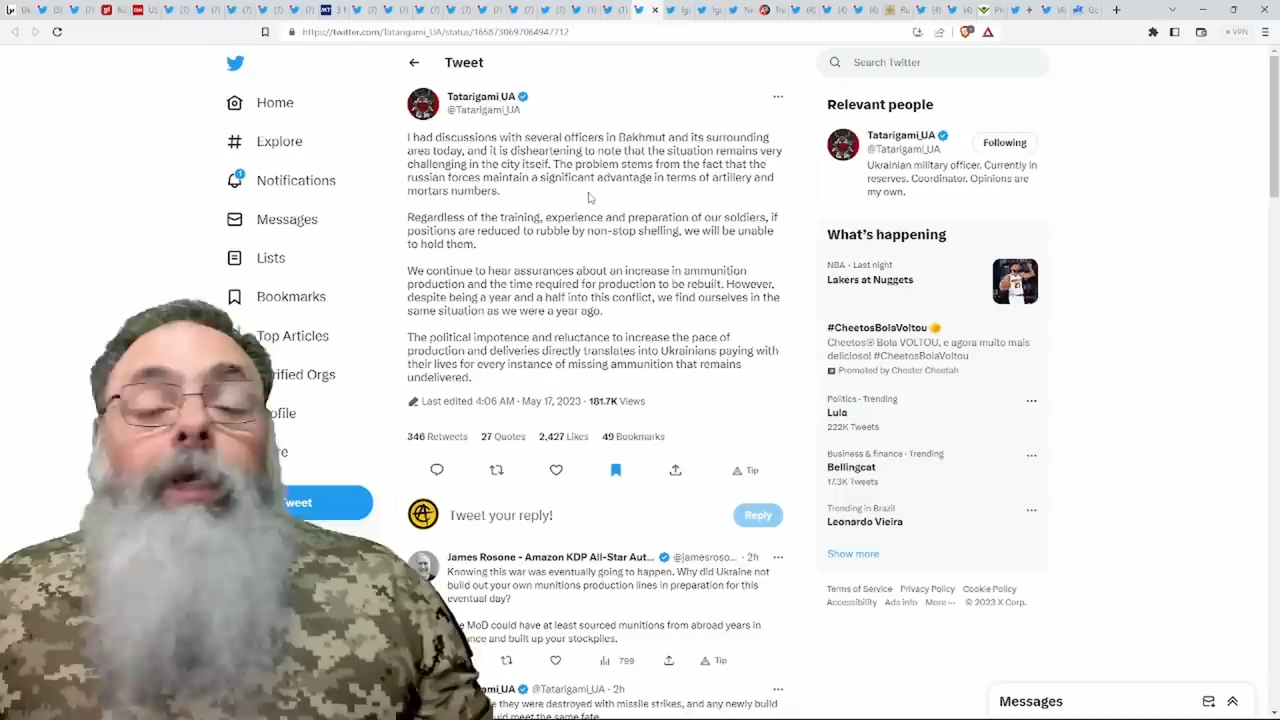 https://twitter.com/Tatarigami_UA/status/1658730697064947712
VPN
Home
Explore
Notifications
Messages
Lists
Bookmarks
Top Articles
Tweet
Tatarigami_UA
@Tatarigami_UA
I had discussions with several officers in Bakhmut and its surrounding
area today, and it is disheartening to note that the situation remains very
challenging in the city itself. The problem stems from the fact that the
russian forces maintain a significant advantage in terms of artillery and
mortars numbers.
Regardless of the training, experience and preparation of our soldiers, if
positions are reduced to rubble by non-stop shelling, we will be unable
to hold them.
We continue to hear assurances about an increase in ammunition
production and the time required for production to be rebuilt. However,
despite being a year and a half into this conflict, we find ourselves in the
same situation as we were a year ago.
The political impotence and reluctance to increase the pace of
production and deliveries directly translates into Ukrainians paying with
their lives for every instance of missing ammunition that remains
undelivered.
Last edited 4:06 AM · May 17, 2023 · 181.7K Views
346 Retweets 27 Quotes 2,427 Likes 49 Bookmarks
Tip
Tweet your reply!
Reply
James Rosone - Amazon KDP All-Star Aut... @jamesroso... · 2h
Knowing this war was eventually going to happen. Why did Ukraine not
build out your own munitions production lines in preparation for this
eventual day?
MoD could have at least sourced munitions from abroad years in
and built up your stockpiles.
799 Tip
@Tatarigami_UA · 2h
they were destroyed with missile strikes, and any newly build
meet the same fate
Search Twitter
Relevant people
Tatarigami_UA
@Tatarigami_UA
Following
Ukrainian military officer. Currently in
reserves. Coordinator. Opinions are
my own.
What's happening
NBA · Last night
Lakers at Nuggets
#CheetosBolaVoltou
Cheetos® Bola VOLTOU, e agora muito mais
delicioso! #CheetosBolaVoltou
Promoted by Chester Cheetah
Politics · Trending
Lula
222K Tweets
Business & finance · Trending
Bellingcat
17.3K Tweets
Trending in Brazil
Leonardo Vieira
Show more
Terms of Service Privacy Policy Cookie Policy
Accessibility Ads info More ··· © 2023 X Corp.
Messages